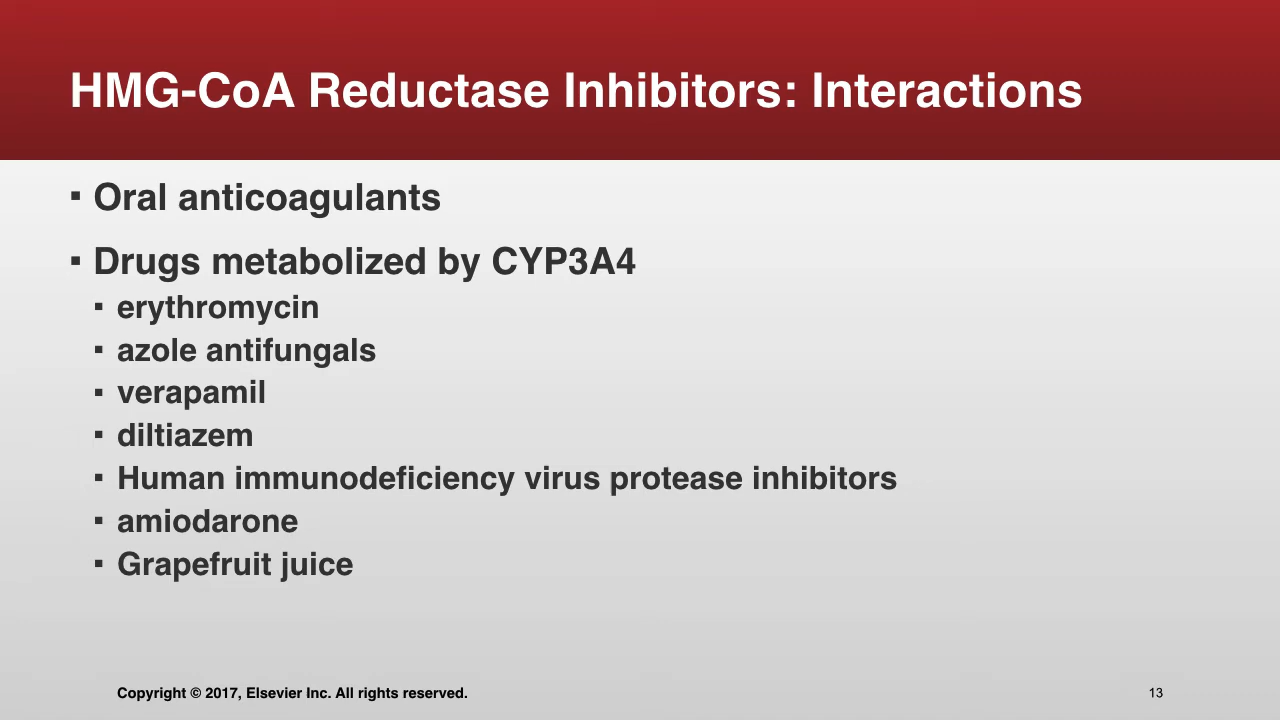 HMG-CoA Reductase Inhibitors: Interactions
▪ Oral anticoagulants
▪ Drugs metabolized by CYP3A4
▪ erythromycin
▪ azole antifungals
▪ verapamil
▪ diltiazem
▪ Human immunodeficiency virus protease inhibitors
▪ amiodarone
▪ Grapefruit juice
Copyright © 2017, Elsevier Inc. All rights reserved.
13